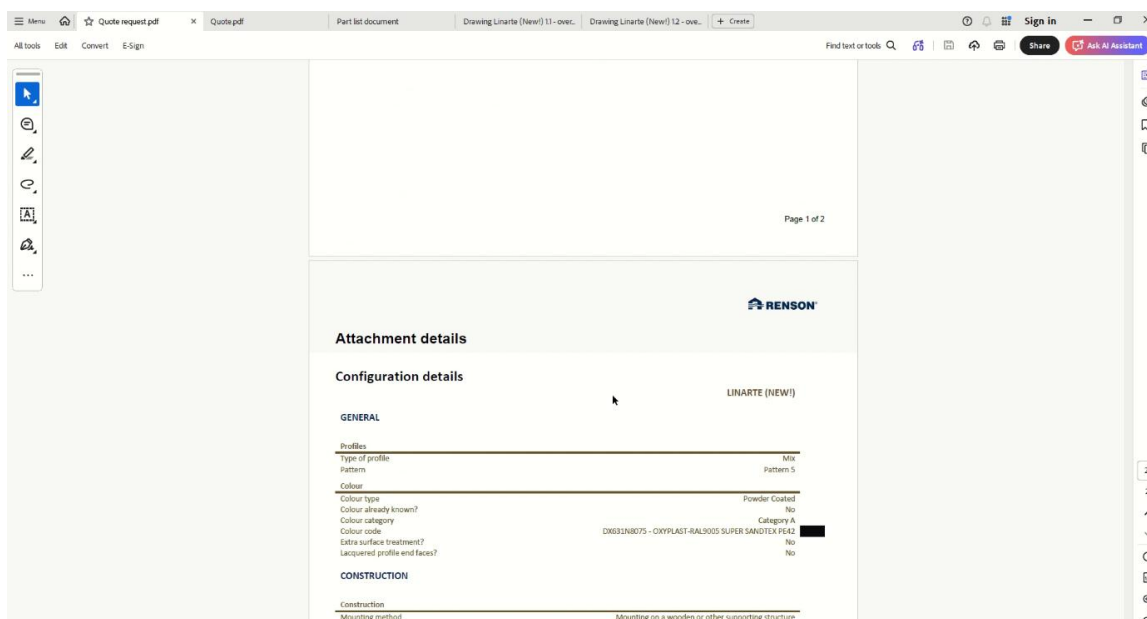 Menu Quote request.pdf × Quote.pdf Part list document Drawing Linarte (New!) 1.1 - over... Drawing Linarte (New!) 1.2 - ove... + Create Sign in
All tools Edit Convert E-Sign Find text or tools Share Ask AI Assistant
Page 1 of 2
RENSON
Attachment details
Configuration details
LINARTE (NEW!)
GENERAL
Profiles
Type of profile Mix
Pattern Pattern 5
Colour
Colour type Powder Coated
Colour already known? No
Colour category Category A
Colour code DX631N8075 - OXYPLAST-RAL9005 SUPER SANDTEX PE42
Extra surface treatment? No
Lacquered profile end faces? No
CONSTRUCTION
Construction
Mounting method Mounting on a wooden or other supporting structure